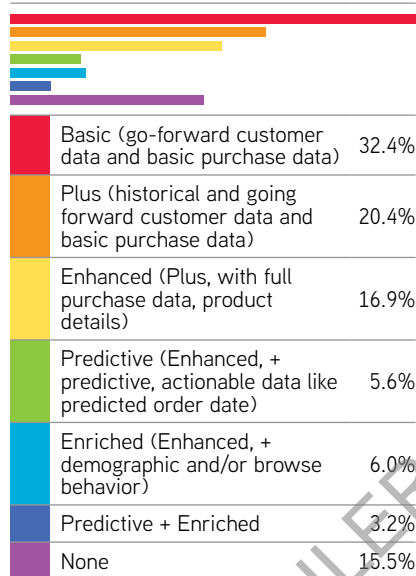 Basic (go-forward customer
data and basic purchase data) 32.4%
Plus (historical and going
forward customer data and
basic purchase data) 20.4%
Enhanced (Plus, with full
purchase data, product
details) 16.9%
Predictive (Enhanced, +
predictive, actionable data like
predicted order date) 5.6%
Enriched (Enhanced, +
demographic and/or browse
behavior) 6.0%
Predictive + Enriched 3.2%
None 15.5%